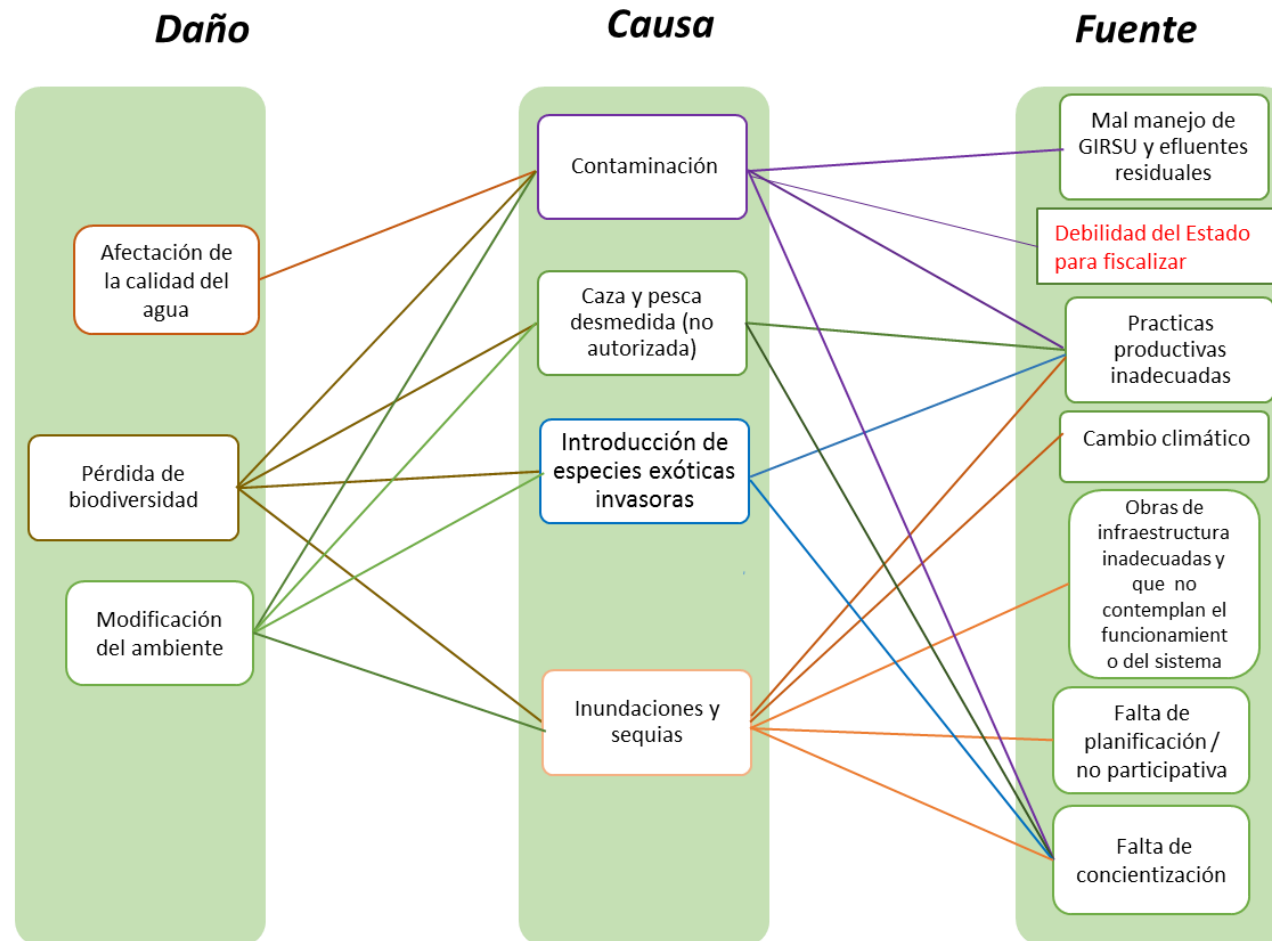 Daño
Causa
Fuente
Afectación de
la calidad del
agua
Pérdida de
biodiversidad
Modificación
del ambiente
Contaminación
Caza y pesca
desmedida (no
autorizada)
Introducción de
especies exóticas
invasoras
Inundaciones y
sequias
Mal manejo de
GIRSU y efluentes
residuales
Debilidad del Estado
para fiscalizar
Practicas
productivas
inadecuadas
Cambio climático
Obras de
infraestructura
inadecuadas y
que no
contemplan el
funcionamient
o del sistema
Falta de
planificación /
no participativa
Falta de
concientización